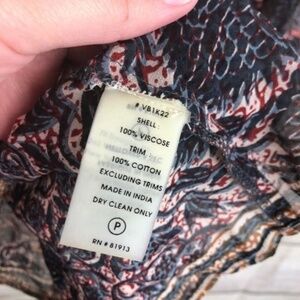 # VB1K22
SHELL:
100% VISCOSE
TRIM
100% COTTON
EXCLUDING TRIMS
MADE IN INDIA
DRY CLEAN ONLY
P
RN # 81913